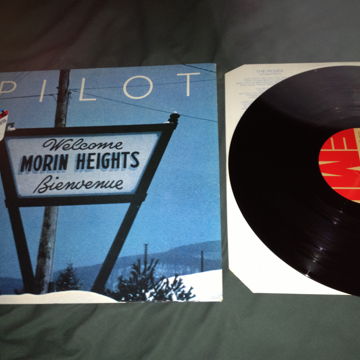 PILOT
Welcome
MORIN HEIGHTS
Bienvenue
EMI